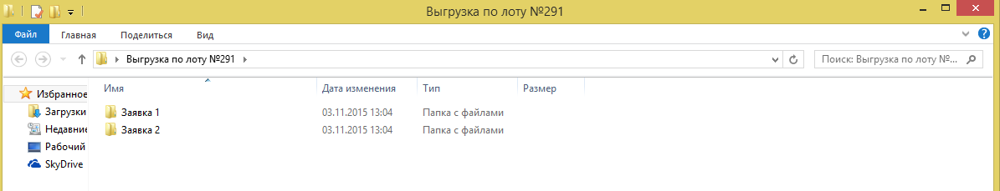 Выгрузка по лоту №291
Файл Главная Поделиться Вид
Выгрузка по лоту №291 Поиск: Выгрузка по лоту №...
Имя Дата изменения Тип Размер
Избранное
Загрузки
Недавние
Рабочий
SkyDrive
Заявка 1 03.11.2015 13:04 Папка с файлами
Заявка 2 03.11.2015 13:04 Папка с файлами